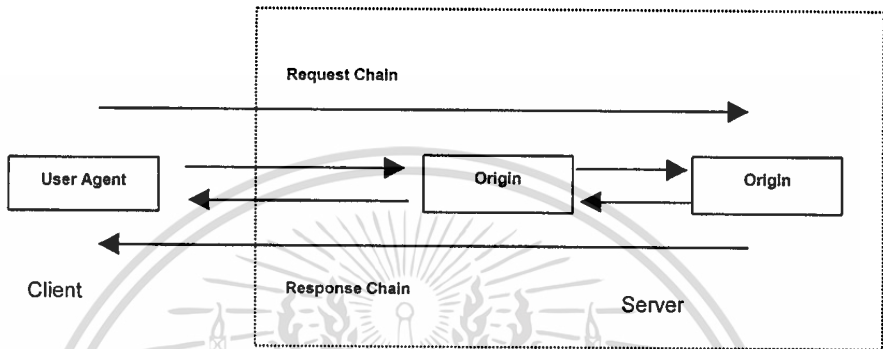 Request Chain
User Agent
Origin
Origin
Client
Response Chain
Server